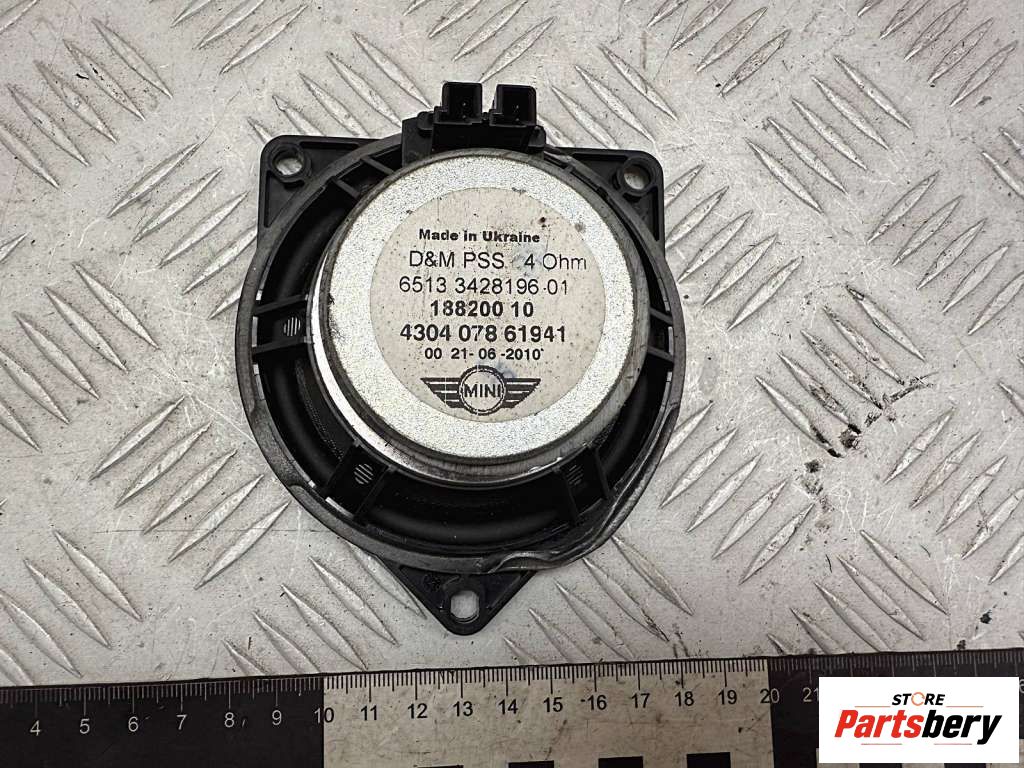 Made in Ukraine
D&M PSS 4 Ohm
6513 3428196-01
188200 10
4304 078 61941
00 21-06-2010
MINI
4 5 6 7 8 9 10 11 12 13 14 15 16 17 18 19 20 21
STORE
Partsbery